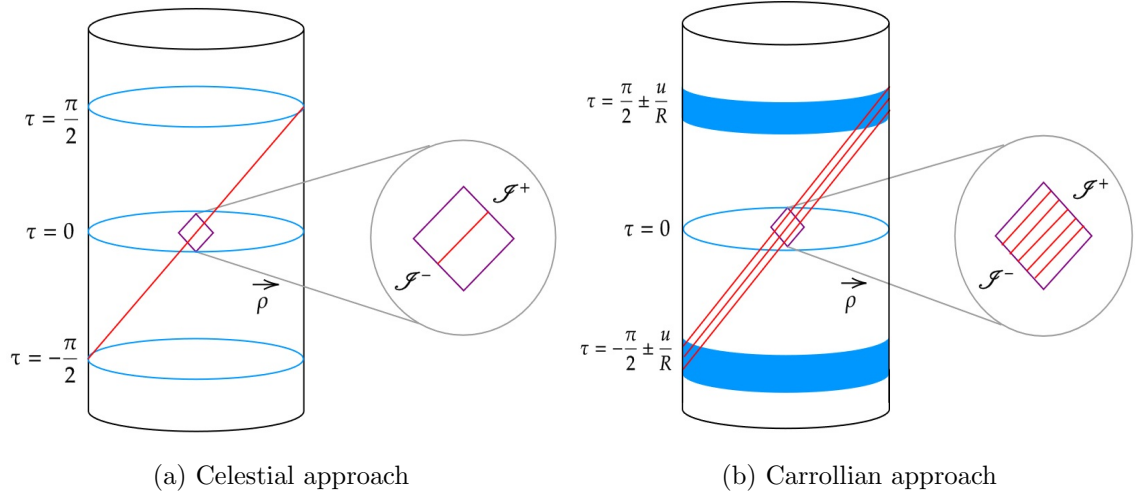 τ = π/2
τ = 0
τ = −π/2
ρ⃗
𝓘⁺
𝓘⁻
(a) Celestial approach
τ = π/2 ± u/R
τ = 0
τ = −π/2 ± u/R
ρ⃗
𝓘⁺
𝓘⁻
(b) Carrollian approach